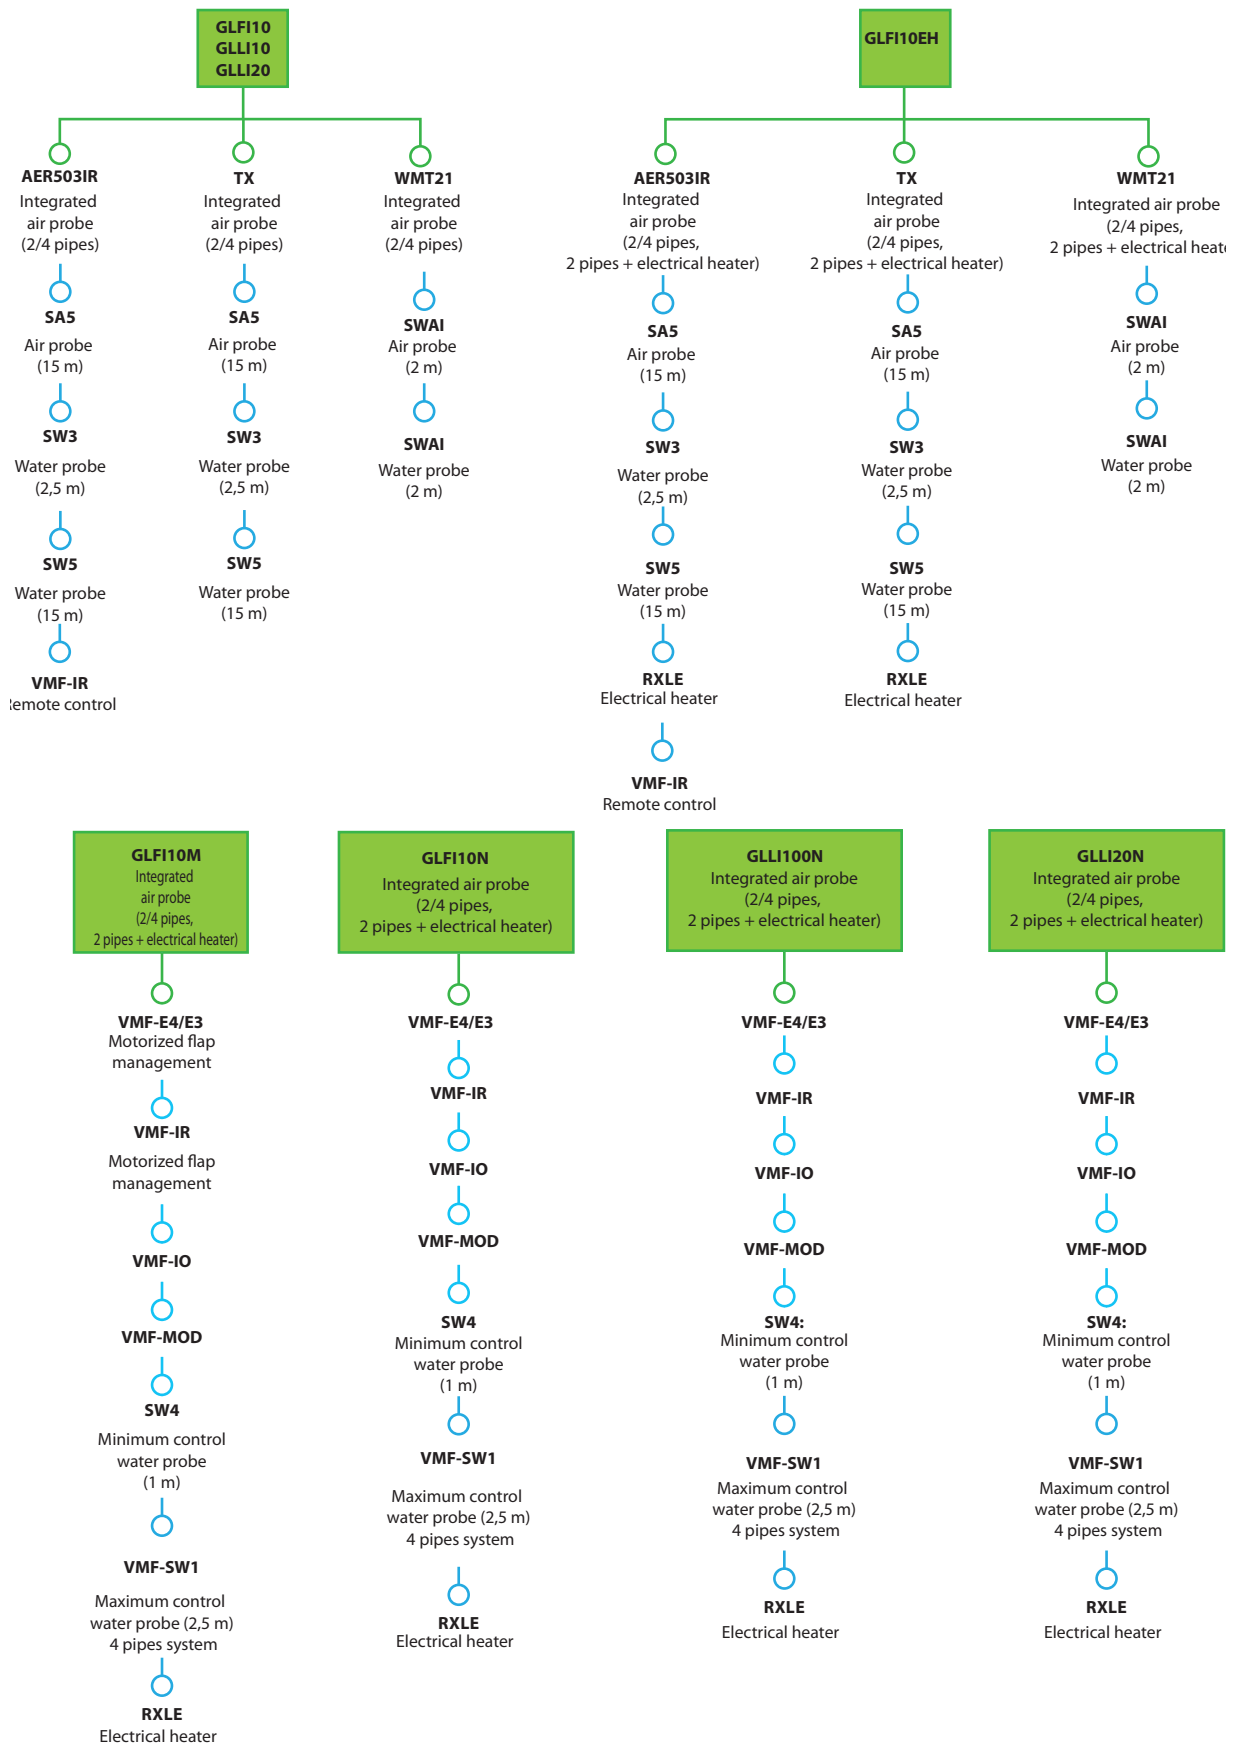 GLFI10
GLLI10
GLLI20
AER503IR
Integrated
air probe
(2/4 pipes)
SA5
Air probe
(15 m)
SW3
Water probe
(2,5 m)
SW5
Water probe
(15 m)
VMF-IR
Remote control
TX
Integrated
air probe
(2/4 pipes)
SA5
Air probe
(15 m)
SW3
Water probe
(2,5 m)
SW5
Water probe
(15 m)
WMT21
Integrated
air probe
(2/4 pipes)
SWAI
Air probe
(2 m)
SWAI
Water probe
(2 m)
GLFI10EH
AER503IR
Integrated
air probe
(2/4 pipes,
2 pipes + electrical heater)
SA5
Air probe
(15 m)
SW3
Water probe
(2,5 m)
SW5
Water probe
(15 m)
RXLE
Electrical heater
VMF-IR
Remote control
TX
Integrated
air probe
(2/4 pipes,
2 pipes + electrical heater)
SA5
Air probe
(15 m)
SW3
Water probe
(2,5 m)
SW5
Water probe
(15 m)
RXLE
Electrical heater
WMT21
Integrated air probe
(2/4 pipes,
2 pipes + electrical heate
SWAI
Air probe
(2 m)
SWAI
Water probe
(2 m)
GLFI10M
Integrated
air probe
(2/4 pipes,
2 pipes + electrical heater)
VMF-E4/E3
Motorized flap
management
VMF-IR
Motorized flap
management
VMF-IO
VMF-MOD
SW4
Minimum control
water probe
(1 m)
VMF-SW1
Maximum control
water probe (2,5 m)
4 pipes system
RXLE
Electrical heater
GLFI10N
Integrated air probe
(2/4 pipes,
2 pipes + electrical heater)
VMF-E4/E3
VMF-IR
VMF-IO
VMF-MOD
SW4
Minimum control
water probe
(1 m)
VMF-SW1
Maximum control
water probe (2,5 m)
4 pipes system
RXLE
Electrical heater
GLLI100N
Integrated air probe
(2/4 pipes,
2 pipes + electrical heater)
VMF-E4/E3
VMF-IR
VMF-IO
VMF-MOD
SW4:
Minimum control
water probe
(1 m)
VMF-SW1
Maximum control
water probe (2,5 m)
4 pipes system
RXLE
Electrical heater
GLLI20N
Integrated air probe
(2/4 pipes,
2 pipes + electrical heater)
VMF-E4/E3
VMF-IR
VMF-IO
VMF-MOD
SW4:
Minimum control
water probe
(1 m)
VMF-SW1
Maximum control
water probe (2,5 m)
4 pipes system
RXLE
Electrical heater